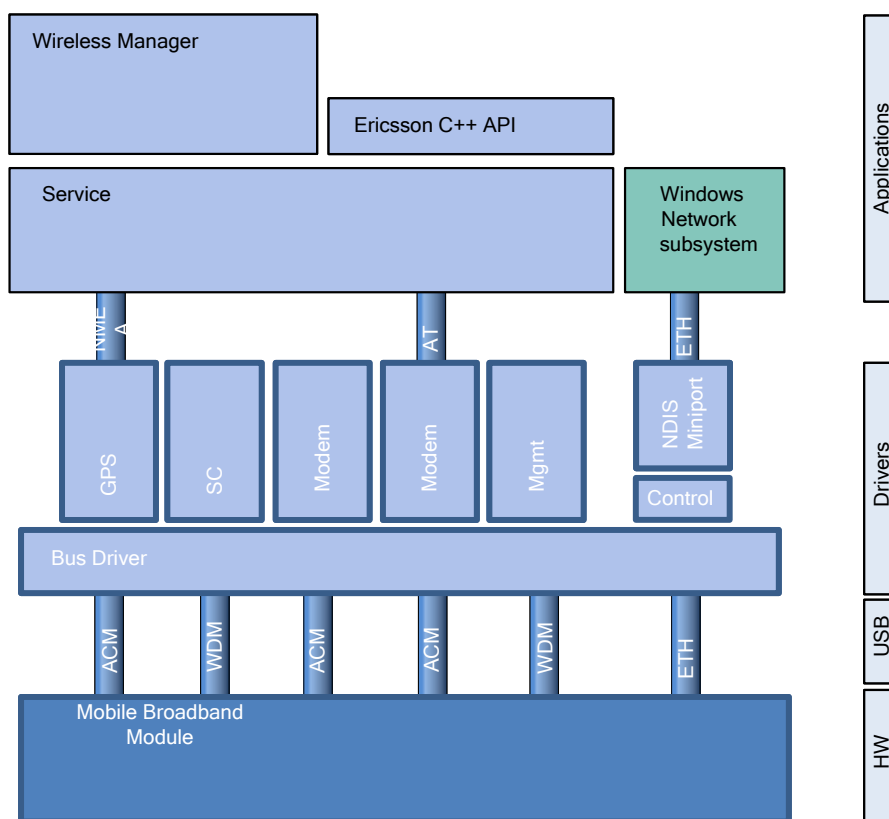 Wireless Manager
Ericsson C++ API
Applications
Service
Windows
Network
subsystem
NME
A
AT
ETH
GPS
SC
Modem
Modem
Mgmt
NDIS
Miniport
Control
Drivers
Bus Driver
ACM
WDM
ACM
ACM
WDM
ETH
USB
Mobile Broadband
Module
HW